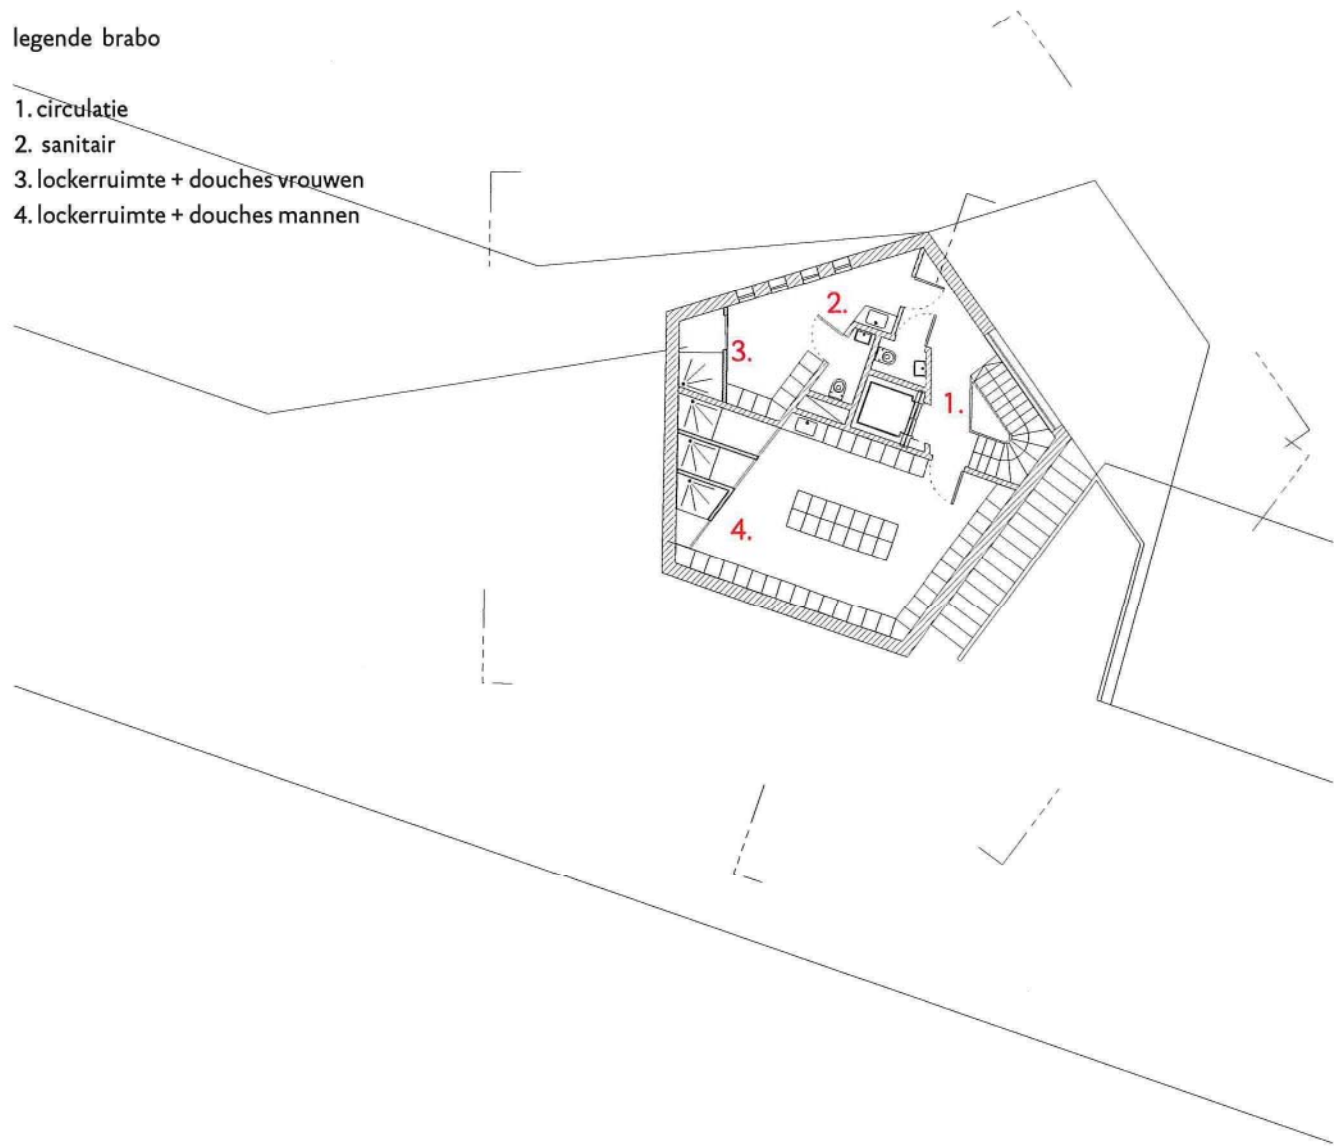 legende brabo
1. circulatie
2. sanitair
3. lockerruimte + douches vrouwen
4. lockerruimte + douches mannen
2.
3.
1.
4.